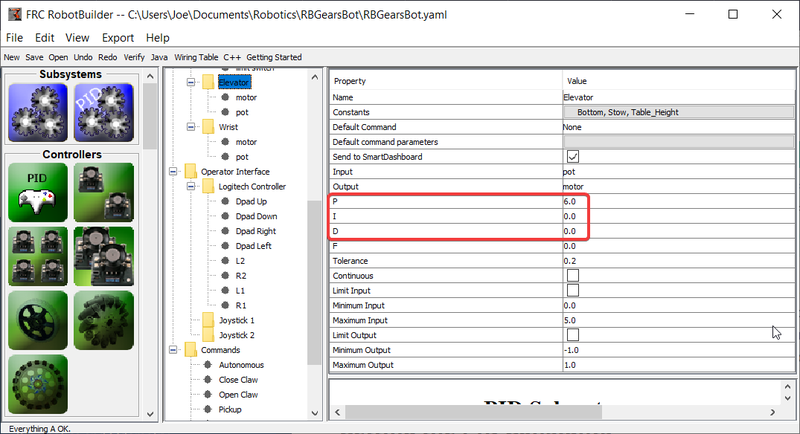 FRC RobotBuilder -- C:\Users\Joe\Documents\Robotics\RBGearsBot\RBGearsBot.yaml
File Edit View Export Help
New Save Open Undo Redo Verify Java Wiring Table C++ Getting Started
Subsystems
PID
Controllers
PID
limit switch
Elevator
motor
pot
Wrist
motor
pot
Operator Interface
Logitech Controller
Dpad Up
Dpad Down
Dpad Right
Dpad Left
L2
R2
L1
R1
Joystick 1
Joystick 2
Commands
Autonomous
Close Claw
Open Claw
Pickup
Property Value
Name Elevator
Constants Bottom, Stow, Table_Height
Default Command None
Default command parameters
Send to SmartDashboard
Input pot
Output motor
P 6.0
I 0.0
D 0.0
F 0.0
Tolerance 0.2
Continuous
Limit Input
Minimum Input 0.0
Maximum Input 5.0
Limit Output
Minimum Output -1.0
Maximum Output 1.0
Everything A OK.